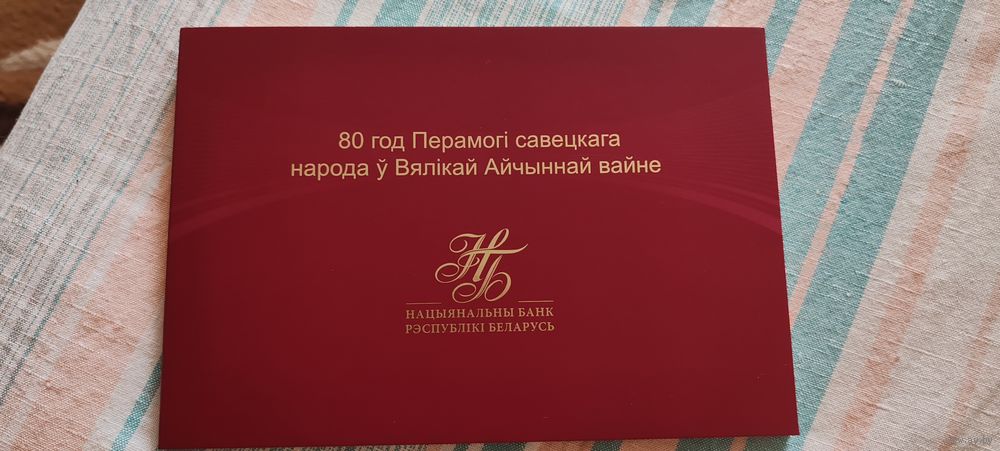 80 год Перамогі савецкага
народа ў Вялікай Айчыннай вайне
НБ
НАЦЫЯНАЛЬНЫ БАНК
РЭСПУБЛІКІ БЕЛАРУСЬ